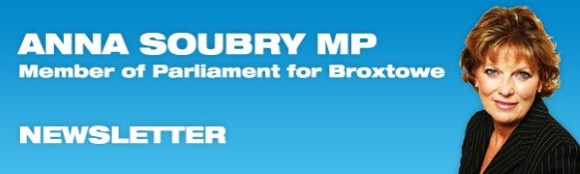 ANNA SOUBRY MP
Member of Parliament for Broxtowe
NEWSLETTER